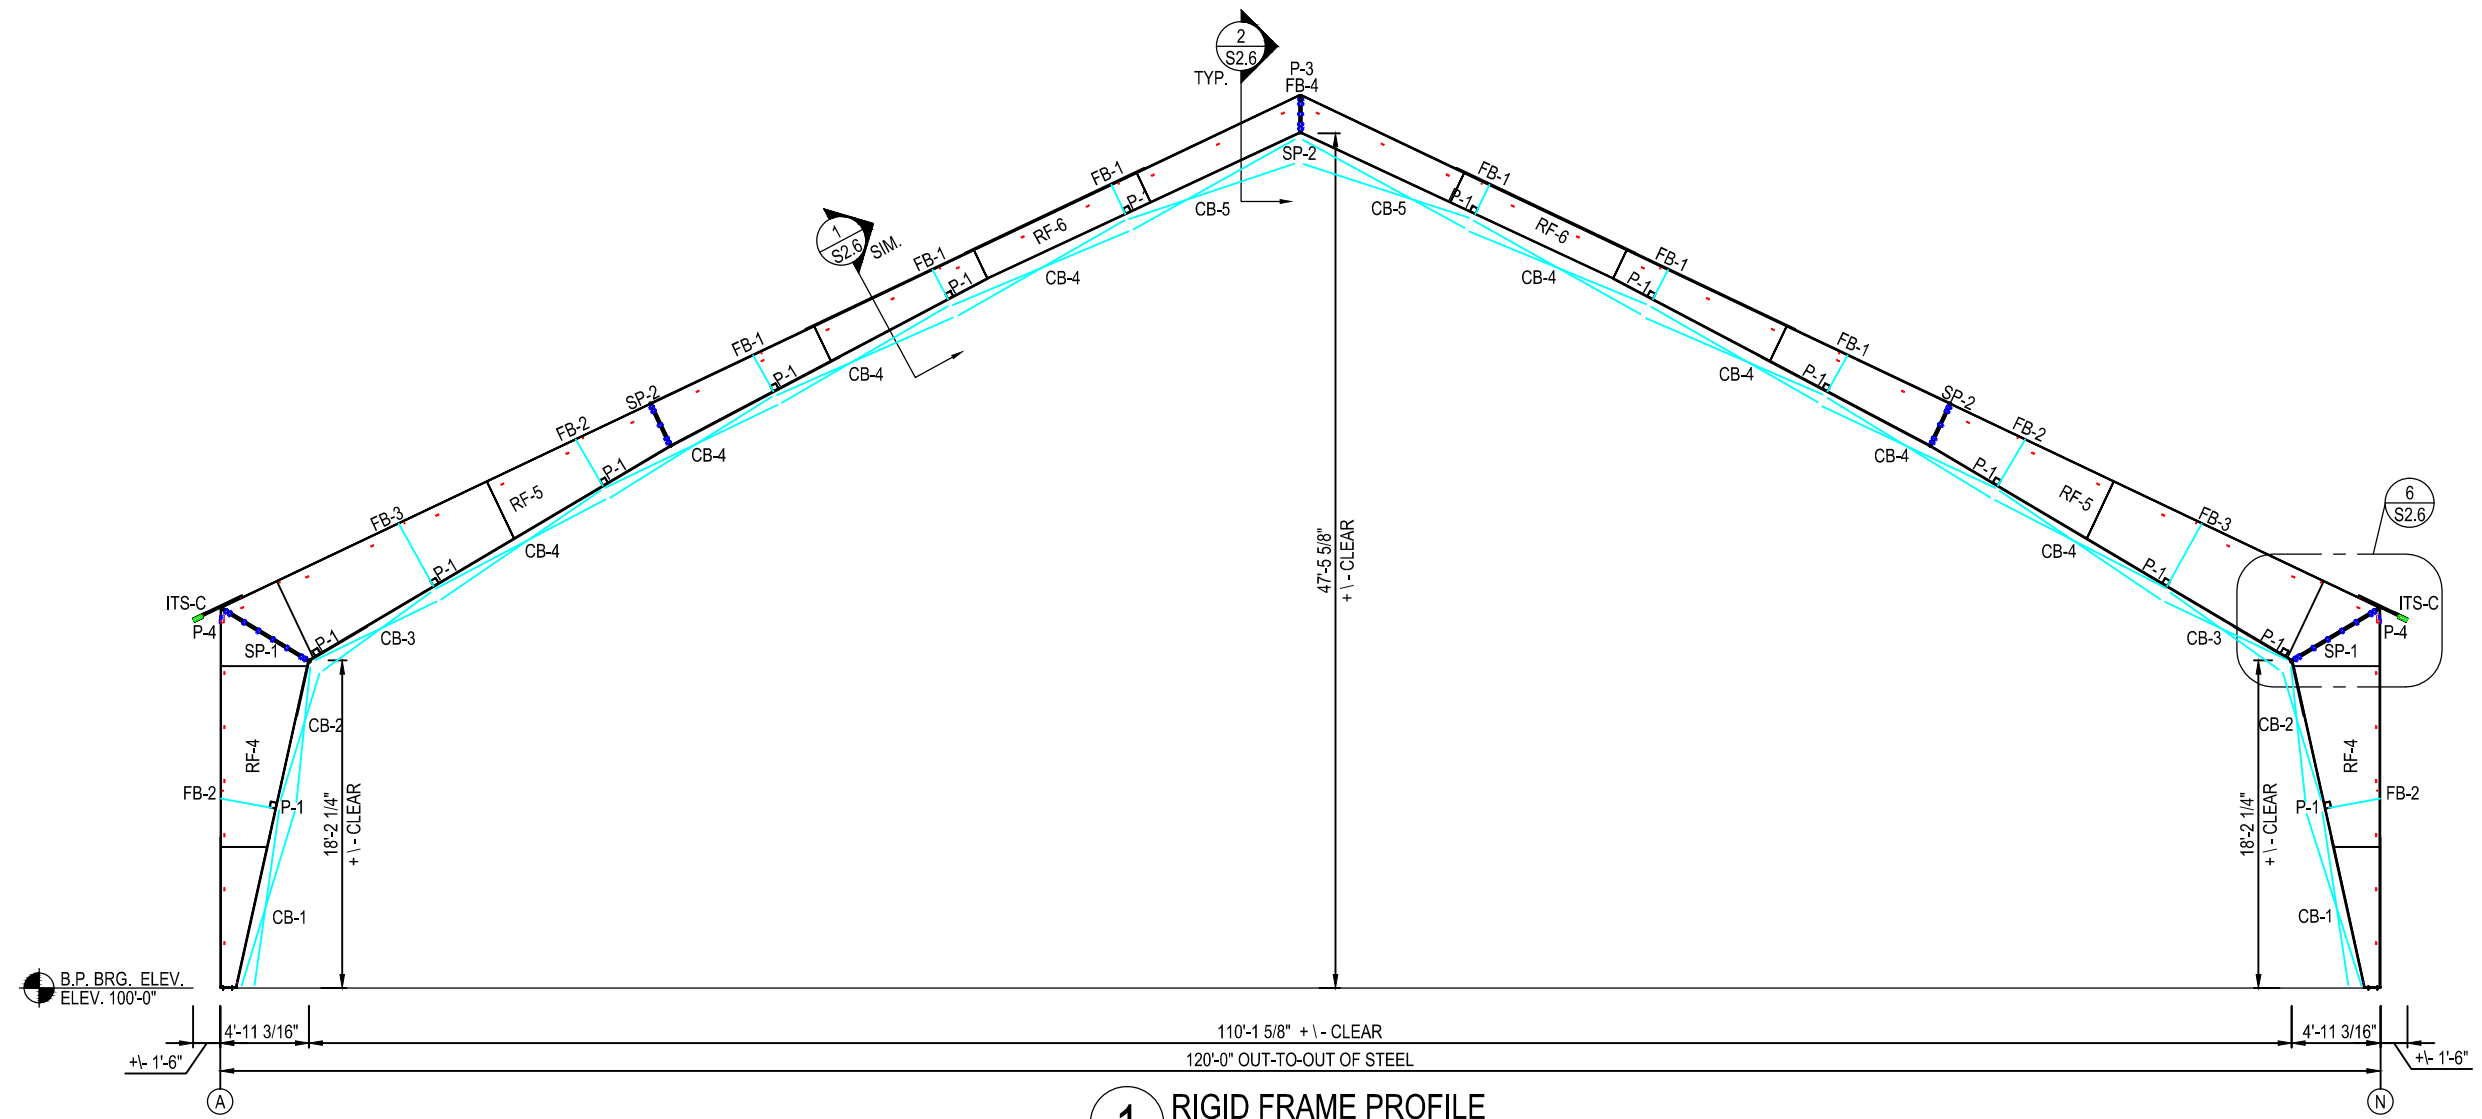 2
S2.6
TYP.
P-3
FB-4
SP-2
FB-1
P-1
CB-5
RF-6
1
S2.6
SIM.
FB-1
P-1
CB-4
FB-1
P-1
CB-4
SP-2
CB-4
FB-2
P-1
RF-5
CB-4
FB-3
P-1
CB-3
ITS-C
P-4
SP-1
P-1
CB-2
RF-4
FB-2
P-1
CB-1
18'-2 1/4"
+ \ - CLEAR
47'-5 5/8"
+ \ - CLEAR
FB-1
P-1
CB-5
RF-6
FB-1
P-1
CB-4
FB-1
P-1
CB-4
SP-2
CB-4
FB-2
P-1
RF-5
CB-4
FB-3
P-1
CB-3
6
S2.6
ITS-C
P-4
SP-1
P-1
CB-2
RF-4
FB-2
P-1
CB-1
18'-2 1/4"
+ \ - CLEAR
B.P. BRG. ELEV.
ELEV. 100'-0"
4'-11 3/16"
110'-1 5/8" + \ - CLEAR
4'-11 3/16"
+\- 1'-6"
120'-0" OUT-TO-OUT OF STEEL
+\- 1'-6"
A
N
1
RIGID FRAME PROFILE